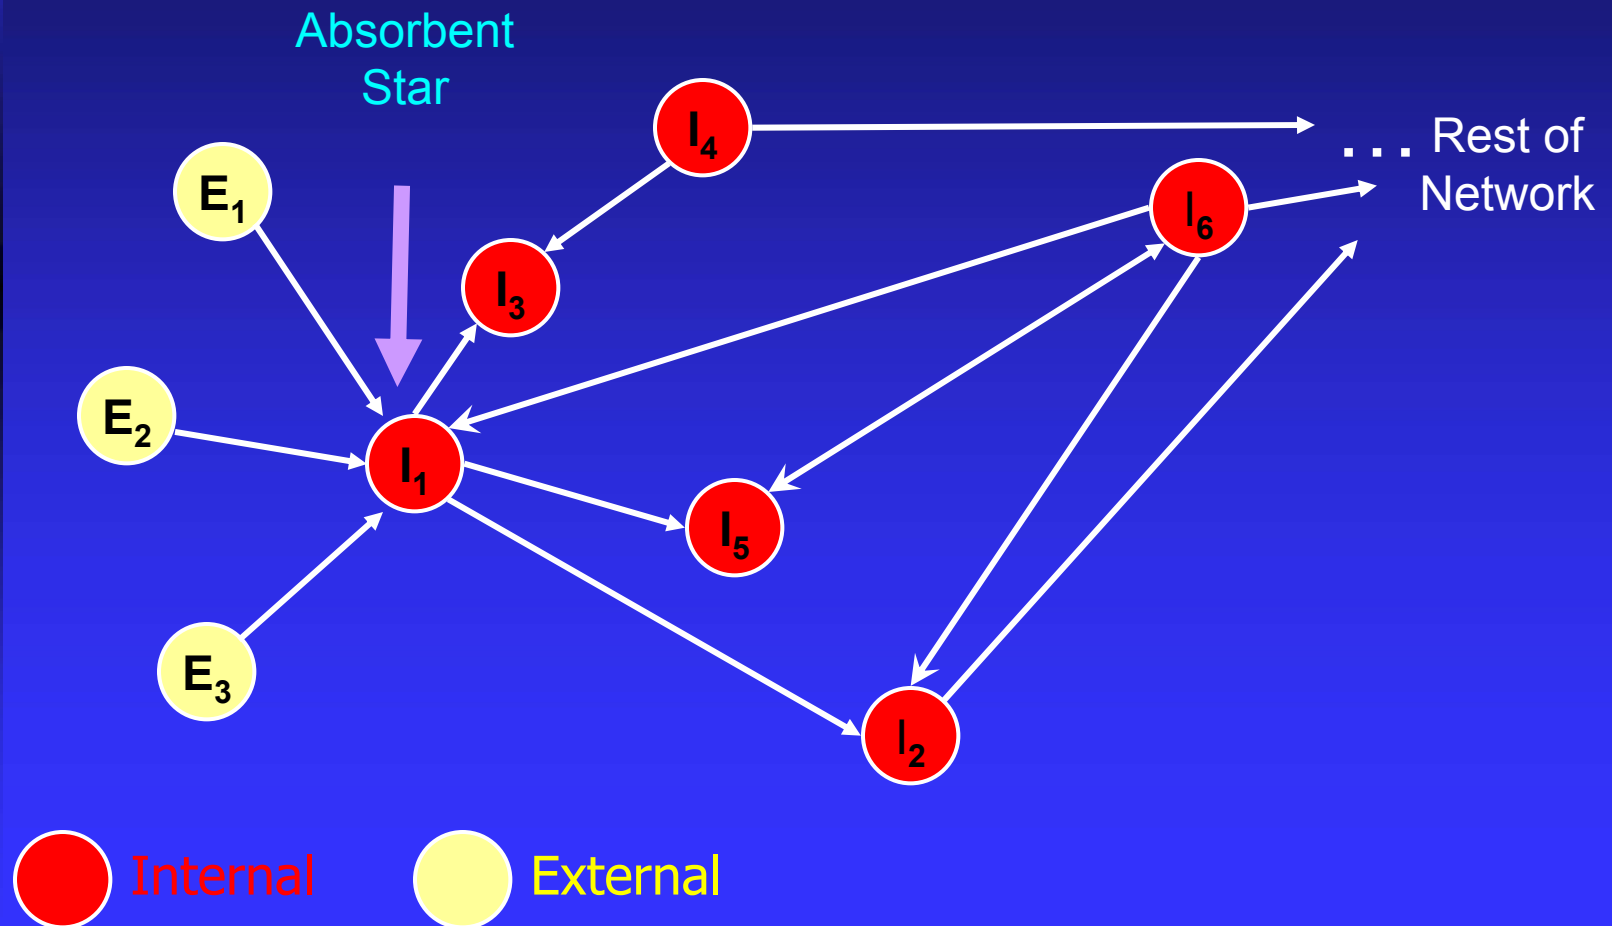 Absorbent
Star
I₄
... Rest of
Network
E₁
I₆
I₃
E₂
I₁
I₅
E₃
I₂
Internal
External